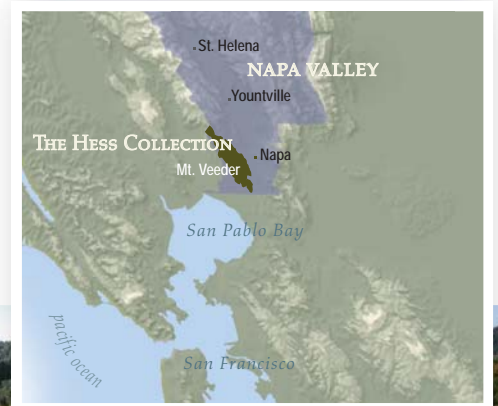 St. Helena
NAPA VALLEY
Yountville
THE HESS COLLECTION
Napa
Mt. Veeder
San Pablo Bay
pacific ocean
San Francisco